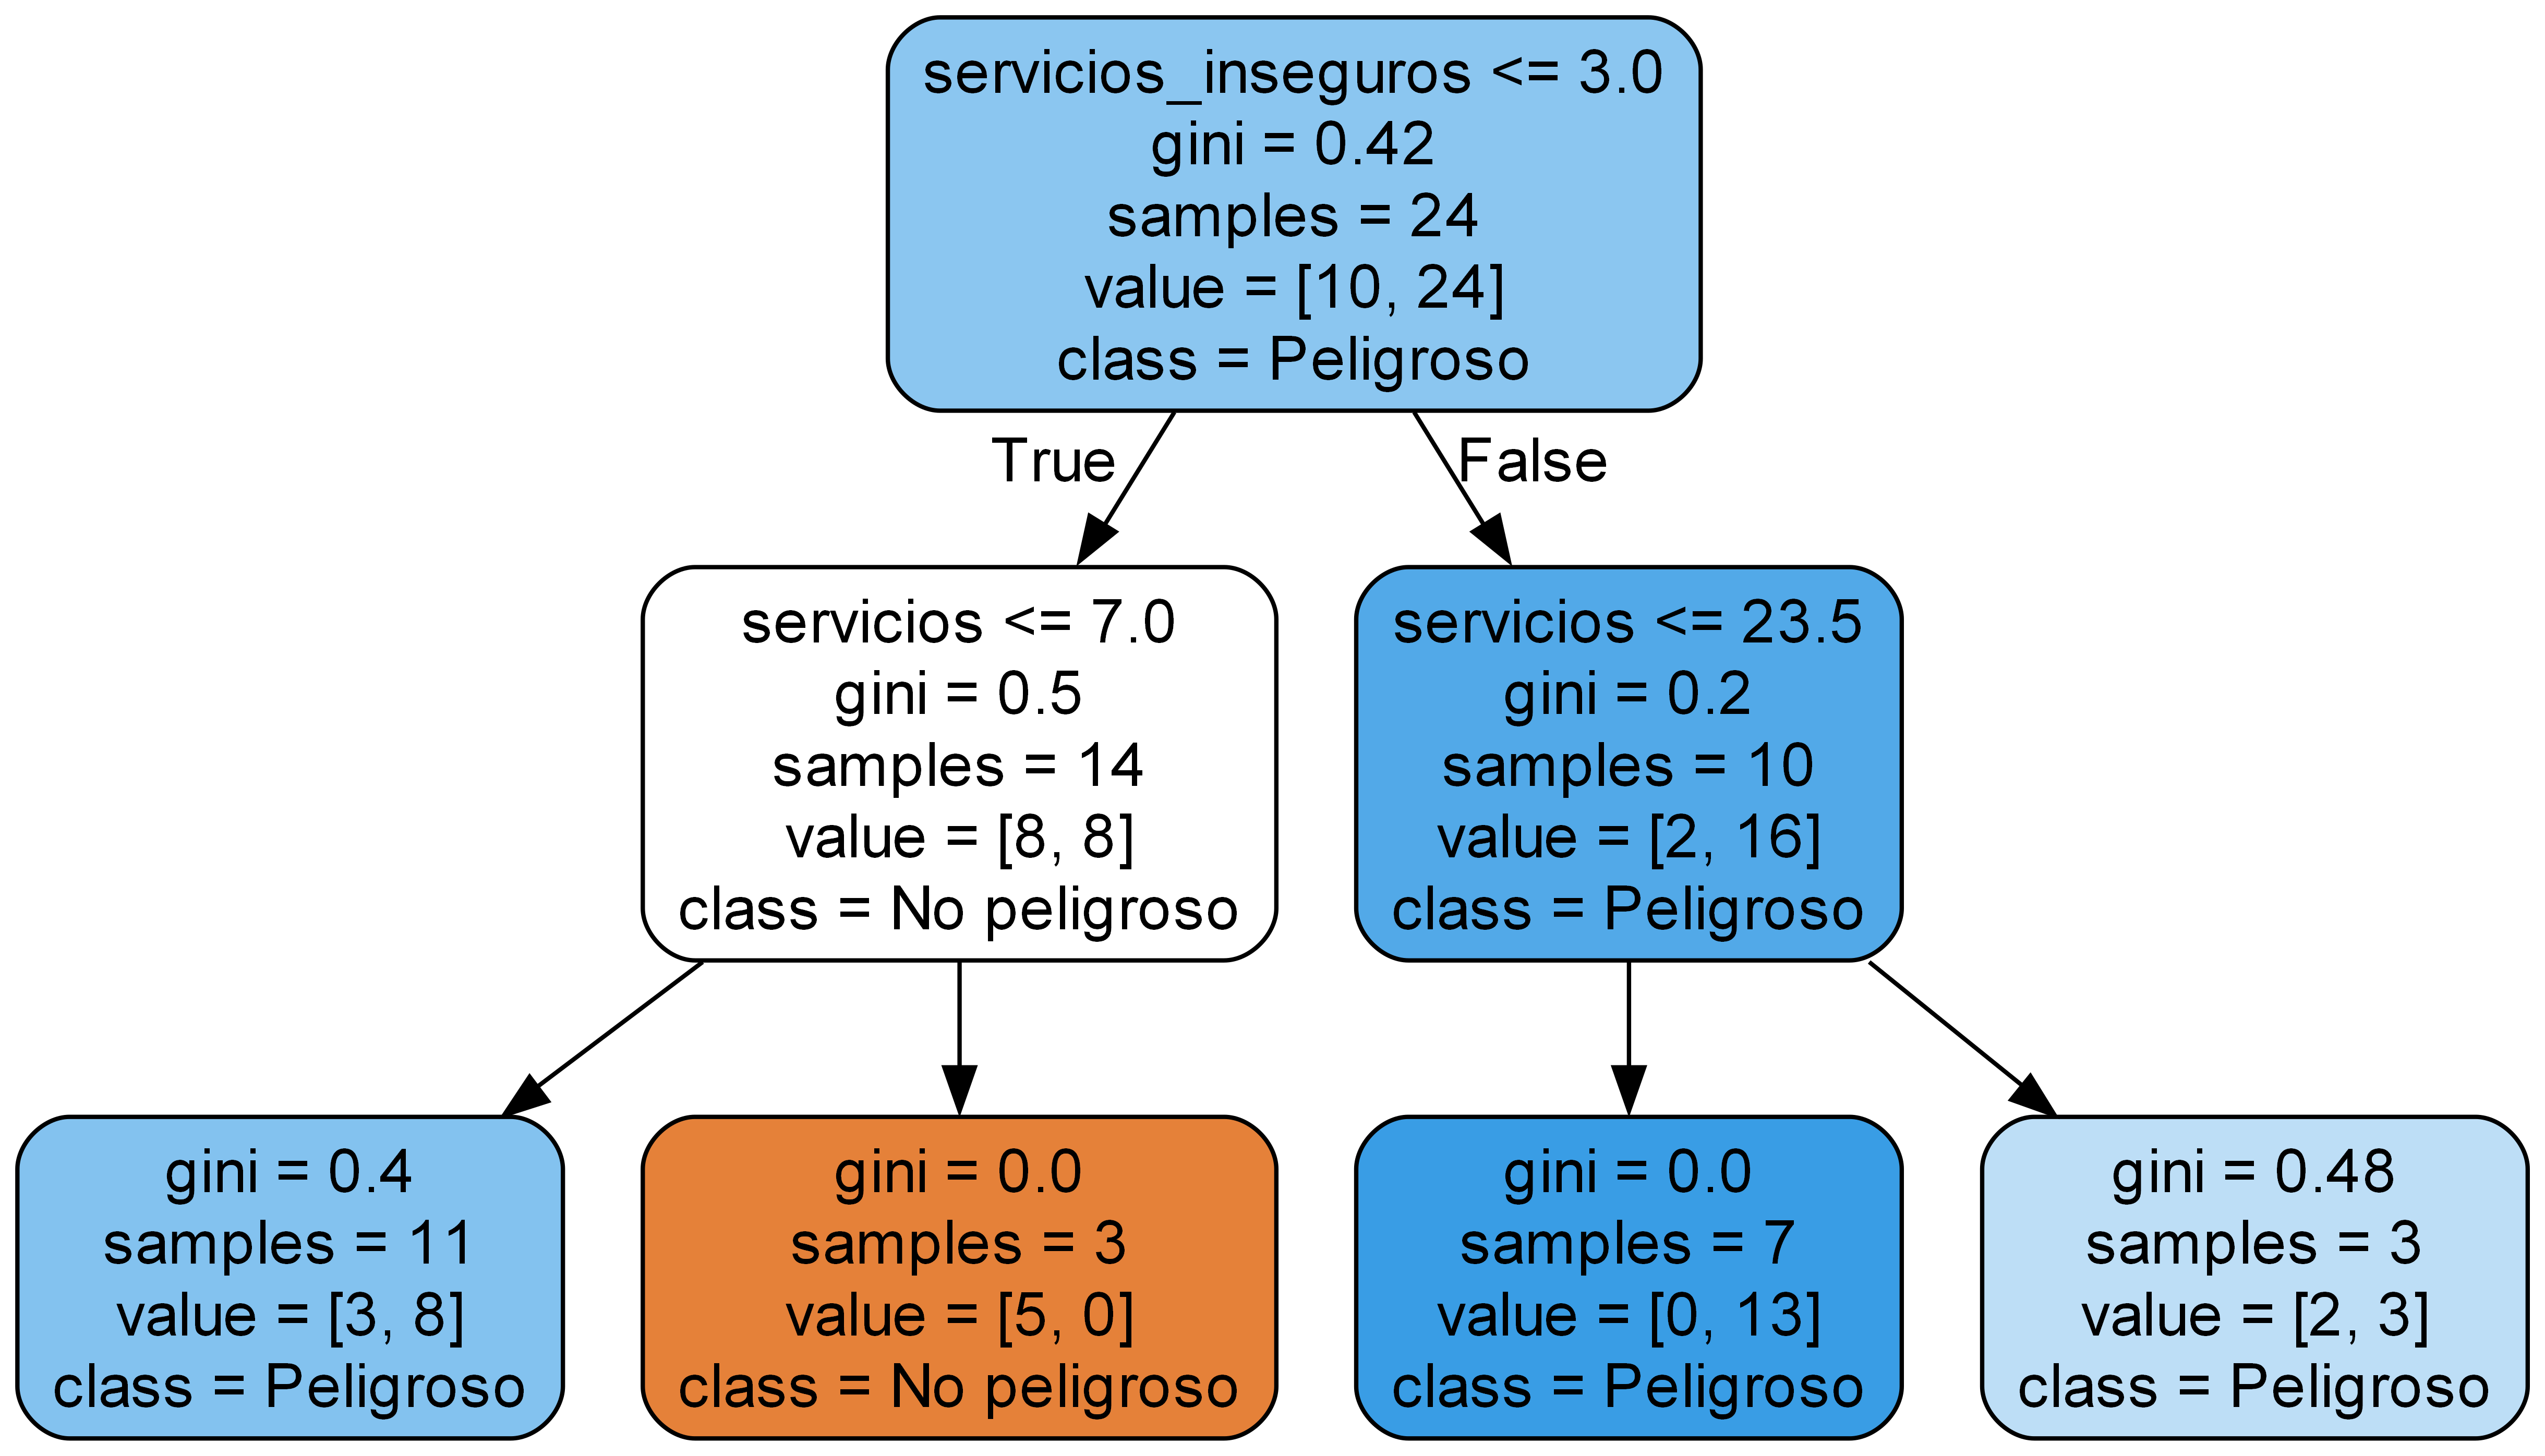 servicios_inseguros <= 3.0
gini = 0.42
samples = 24
value = [10, 24]
class = Peligroso
True
False
servicios <= 7.0
gini = 0.5
samples = 14
value = [8, 8]
class = No peligroso
servicios <= 23.5
gini = 0.2
samples = 10
value = [2, 16]
class = Peligroso
gini = 0.4
samples = 11
value = [3, 8]
class = Peligroso
gini = 0.0
samples = 3
value = [5, 0]
class = No peligroso
gini = 0.0
samples = 7
value = [0, 13]
class = Peligroso
gini = 0.48
samples = 3
value = [2, 3]
class = Peligroso